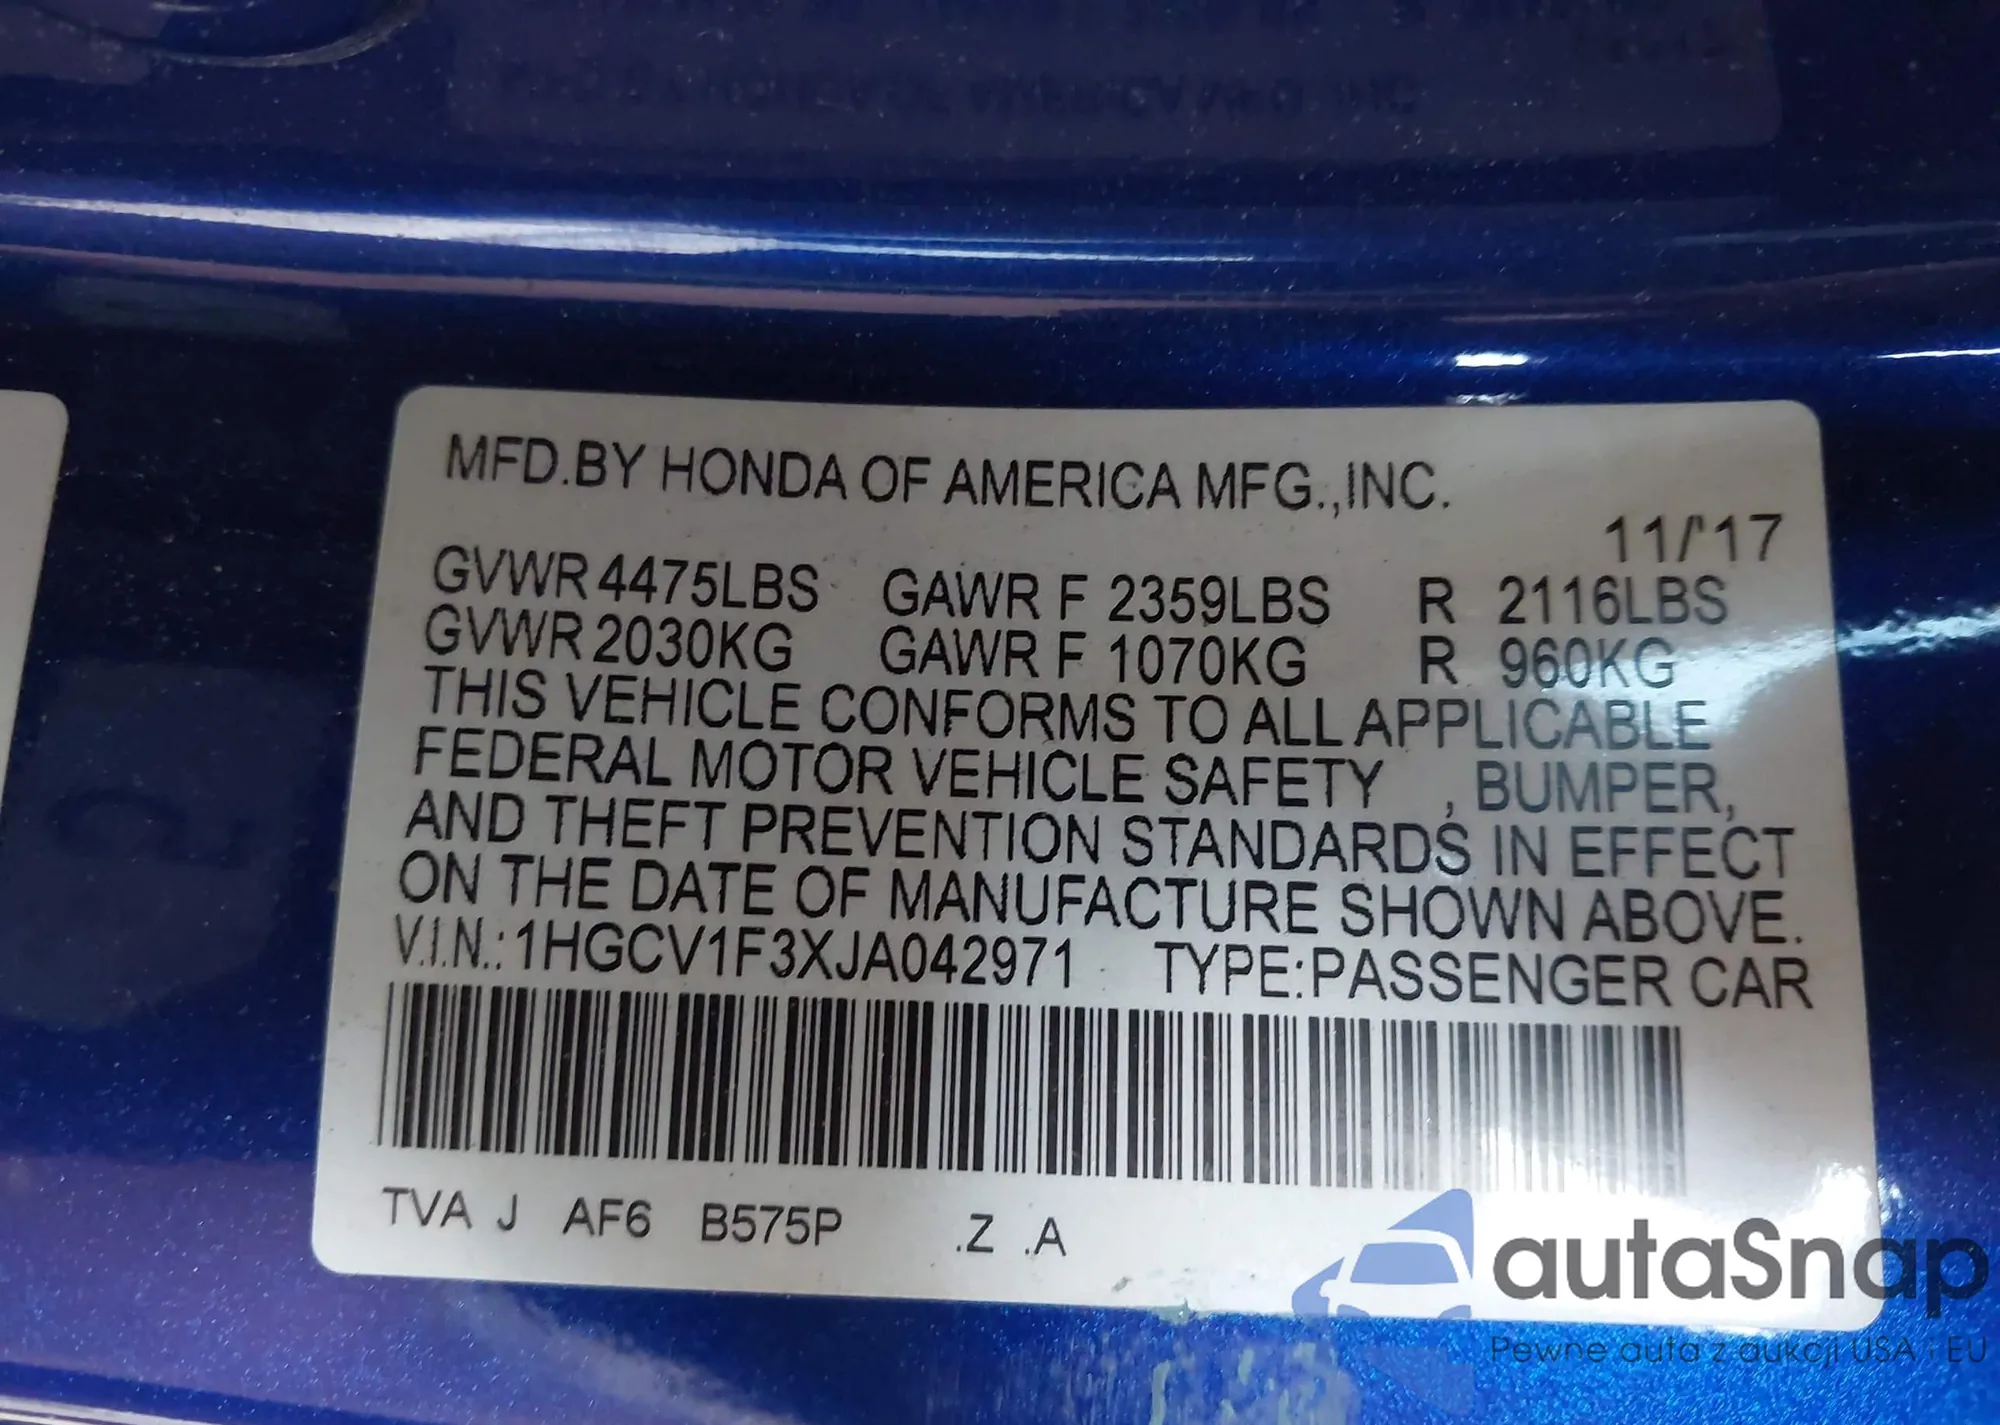 MFD.BY HONDA OF AMERICA MFG.,INC.
11/'17
GVWR 4475LBS GAWR F 2359LBS R 2116LBS
GVWR 2030KG GAWR F 1070KG R 960KG
THIS VEHICLE CONFORMS TO ALL APPLICABLE
FEDERAL MOTOR VEHICLE SAFETY , BUMPER,
AND THEFT PREVENTION STANDARDS IN EFFECT
ON THE DATE OF MANUFACTURE SHOWN ABOVE.
V.I.N.: 1HGCV1F3XJA042971 TYPE:PASSENGER CAR
TVA J AF6 B575P .Z .A
autaSnap
Pewne auta z aukcji USA i EU